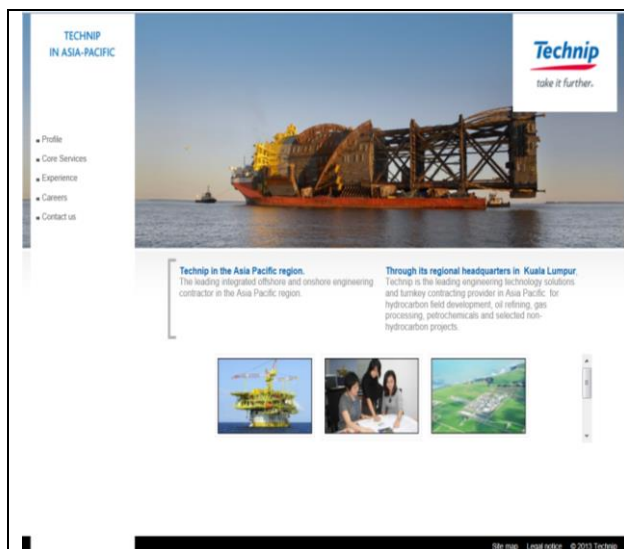 TECHNIP
IN ASIA-PACIFIC
Technip
take it further.
Profile
Core Services
Experience
Careers
Contact us
Technip in the Asia Pacific region.
The leading integrated offshore and onshore engineering
contractor in the Asia Pacific region.
Through its regional headquarters in Kuala Lumpur,
Technip is the leading engineering technology solutions
and turnkey contracting provider in Asia Pacific for
hydrocarbon field development, oil refining, gas
processing, petrochemicals and selected non-
hydrocarbon projects.
Site map Legal notice © 2013 Technip